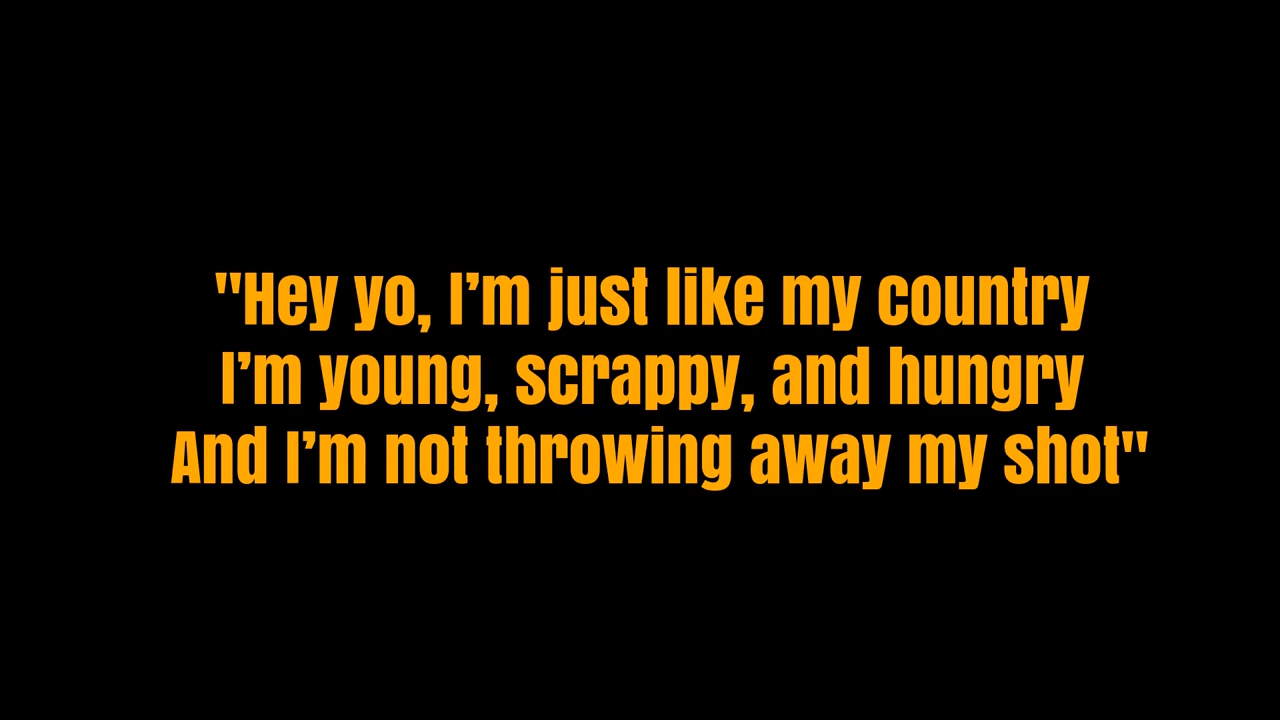 "Hey yo, I’m just like my country
I’m young, scrappy, and hungry
And I’m not throwing away my shot"